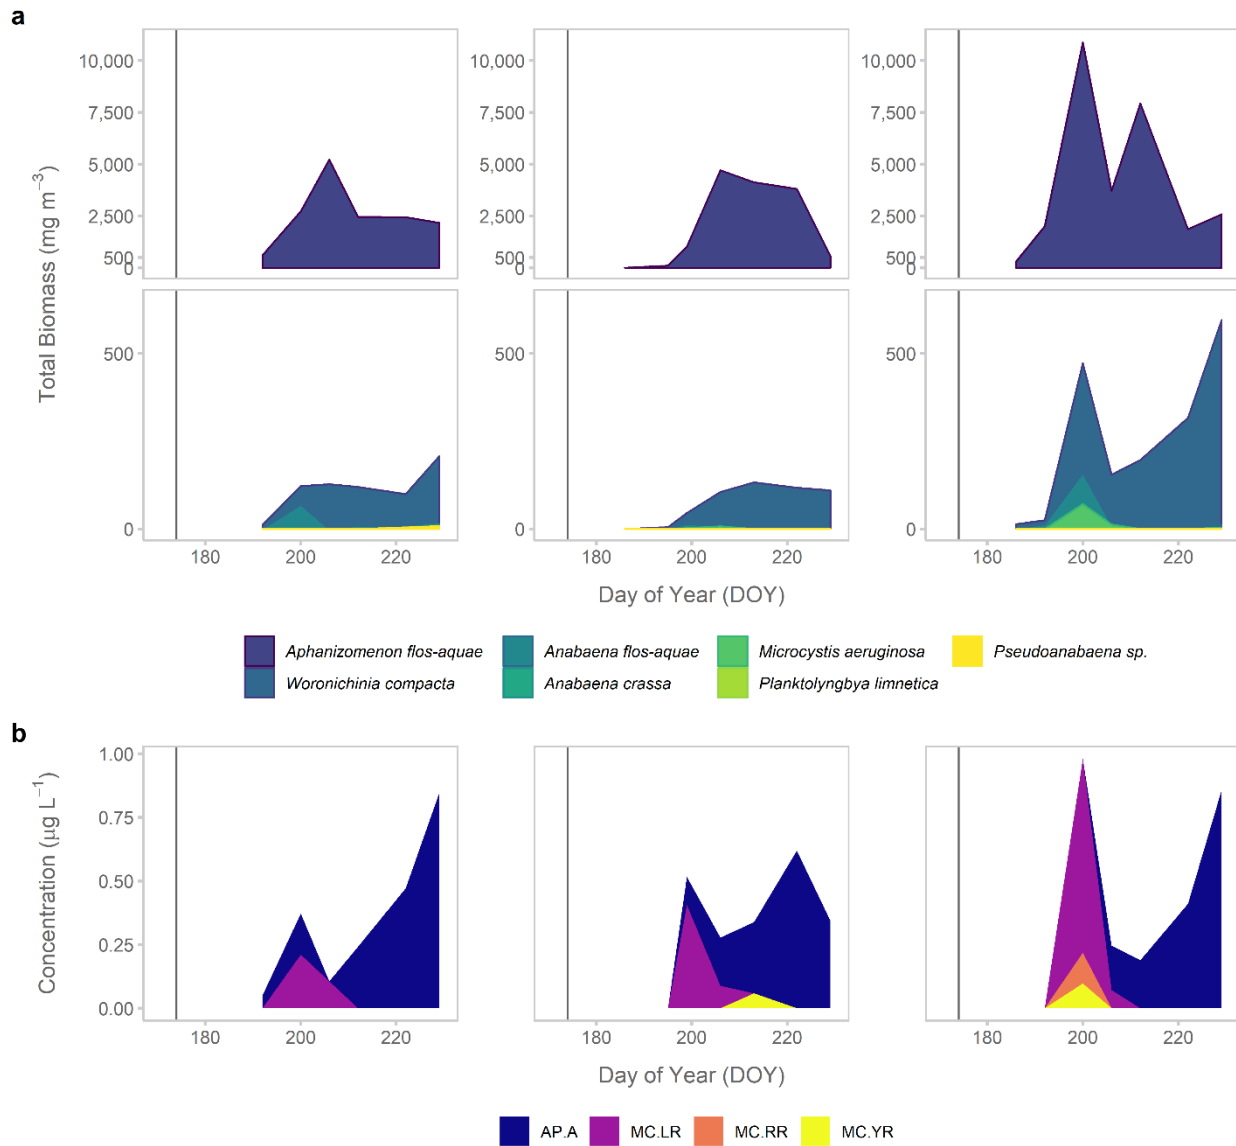 a
10,000
7,500
5,000
2,500
500
0
10,000
7,500
5,000
2,500
500
0
10,000
7,500
5,000
2,500
500
0
Total Biomass (mg m−3)
500
0
500
0
500
0
180 200 220
180 200 220
180 200 220
Day of Year (DOY)
Aphanizomenon flos-aquae Anabaena flos-aquae Microcystis aeruginosa Pseudoanabaena sp.
Woronichinia compacta Anabaena crassa Planktolyngbya limnetica
b
1.00
0.75
0.50
0.25
0.00
Concentration (µg L−1)
180 200 220
180 200 220
180 200 220
Day of Year (DOY)
AP.A MC.LR MC.RR MC.YR